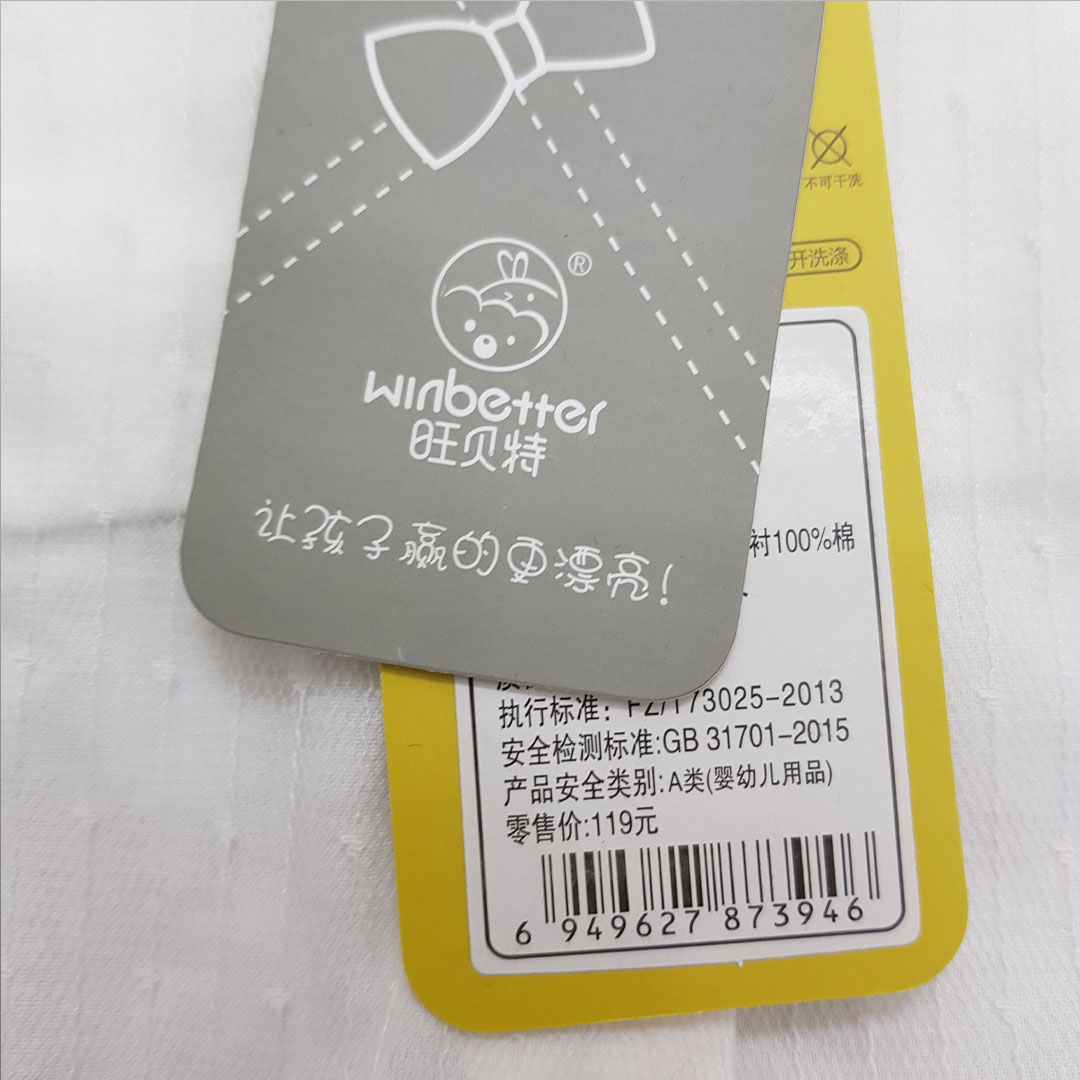 ®
winbetter
旺贝特
让孩子赢的更漂亮!
不可干洗
开洗涤
衬100%棉
执行标准: FZ/T73025-2013
安全检测标准:GB 31701-2015
产品安全类别:A类(婴幼儿用品)
零售价:119元
6 949627 873946